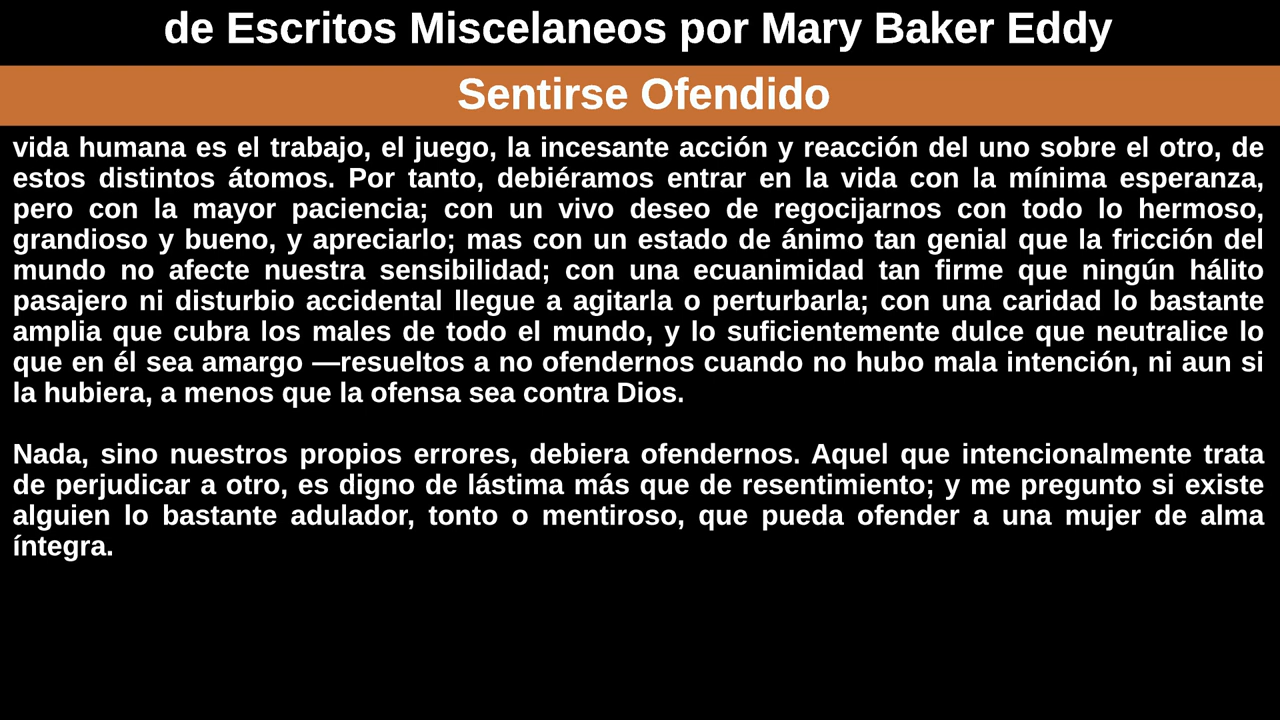 de Escritos Miscelaneos por Mary Baker Eddy
Sentirse Ofendido
vida humana es el trabajo, el juego, la incesante acción y reacción del uno sobre el otro, de
estos distintos átomos. Por tanto, debiéramos entrar en la vida con la mínima esperanza,
pero con la mayor paciencia; con un vivo deseo de regocijarnos con todo lo hermoso,
grandioso y bueno, y apreciarlo; mas con un estado de ánimo tan genial que la fricción del
mundo no afecte nuestra sensibilidad; con una ecuanimidad tan firme que ningún hálito
pasajero ni disturbio accidental llegue a agitarla o perturbarla; con una caridad lo bastante
amplia que cubra los males de todo el mundo, y lo suficientemente dulce que neutralice lo
que en él sea amargo —resueltos a no ofendernos cuando no hubo mala intención, ni aun si
la hubiera, a menos que la ofensa sea contra Dios.
Nada, sino nuestros propios errores, debiera ofendernos. Aquel que intencionalmente trata
de perjudicar a otro, es digno de lástima más que de resentimiento; y me pregunto si existe
alguien lo bastante adulador, tonto o mentiroso, que pueda ofender a una mujer de alma
íntegra.